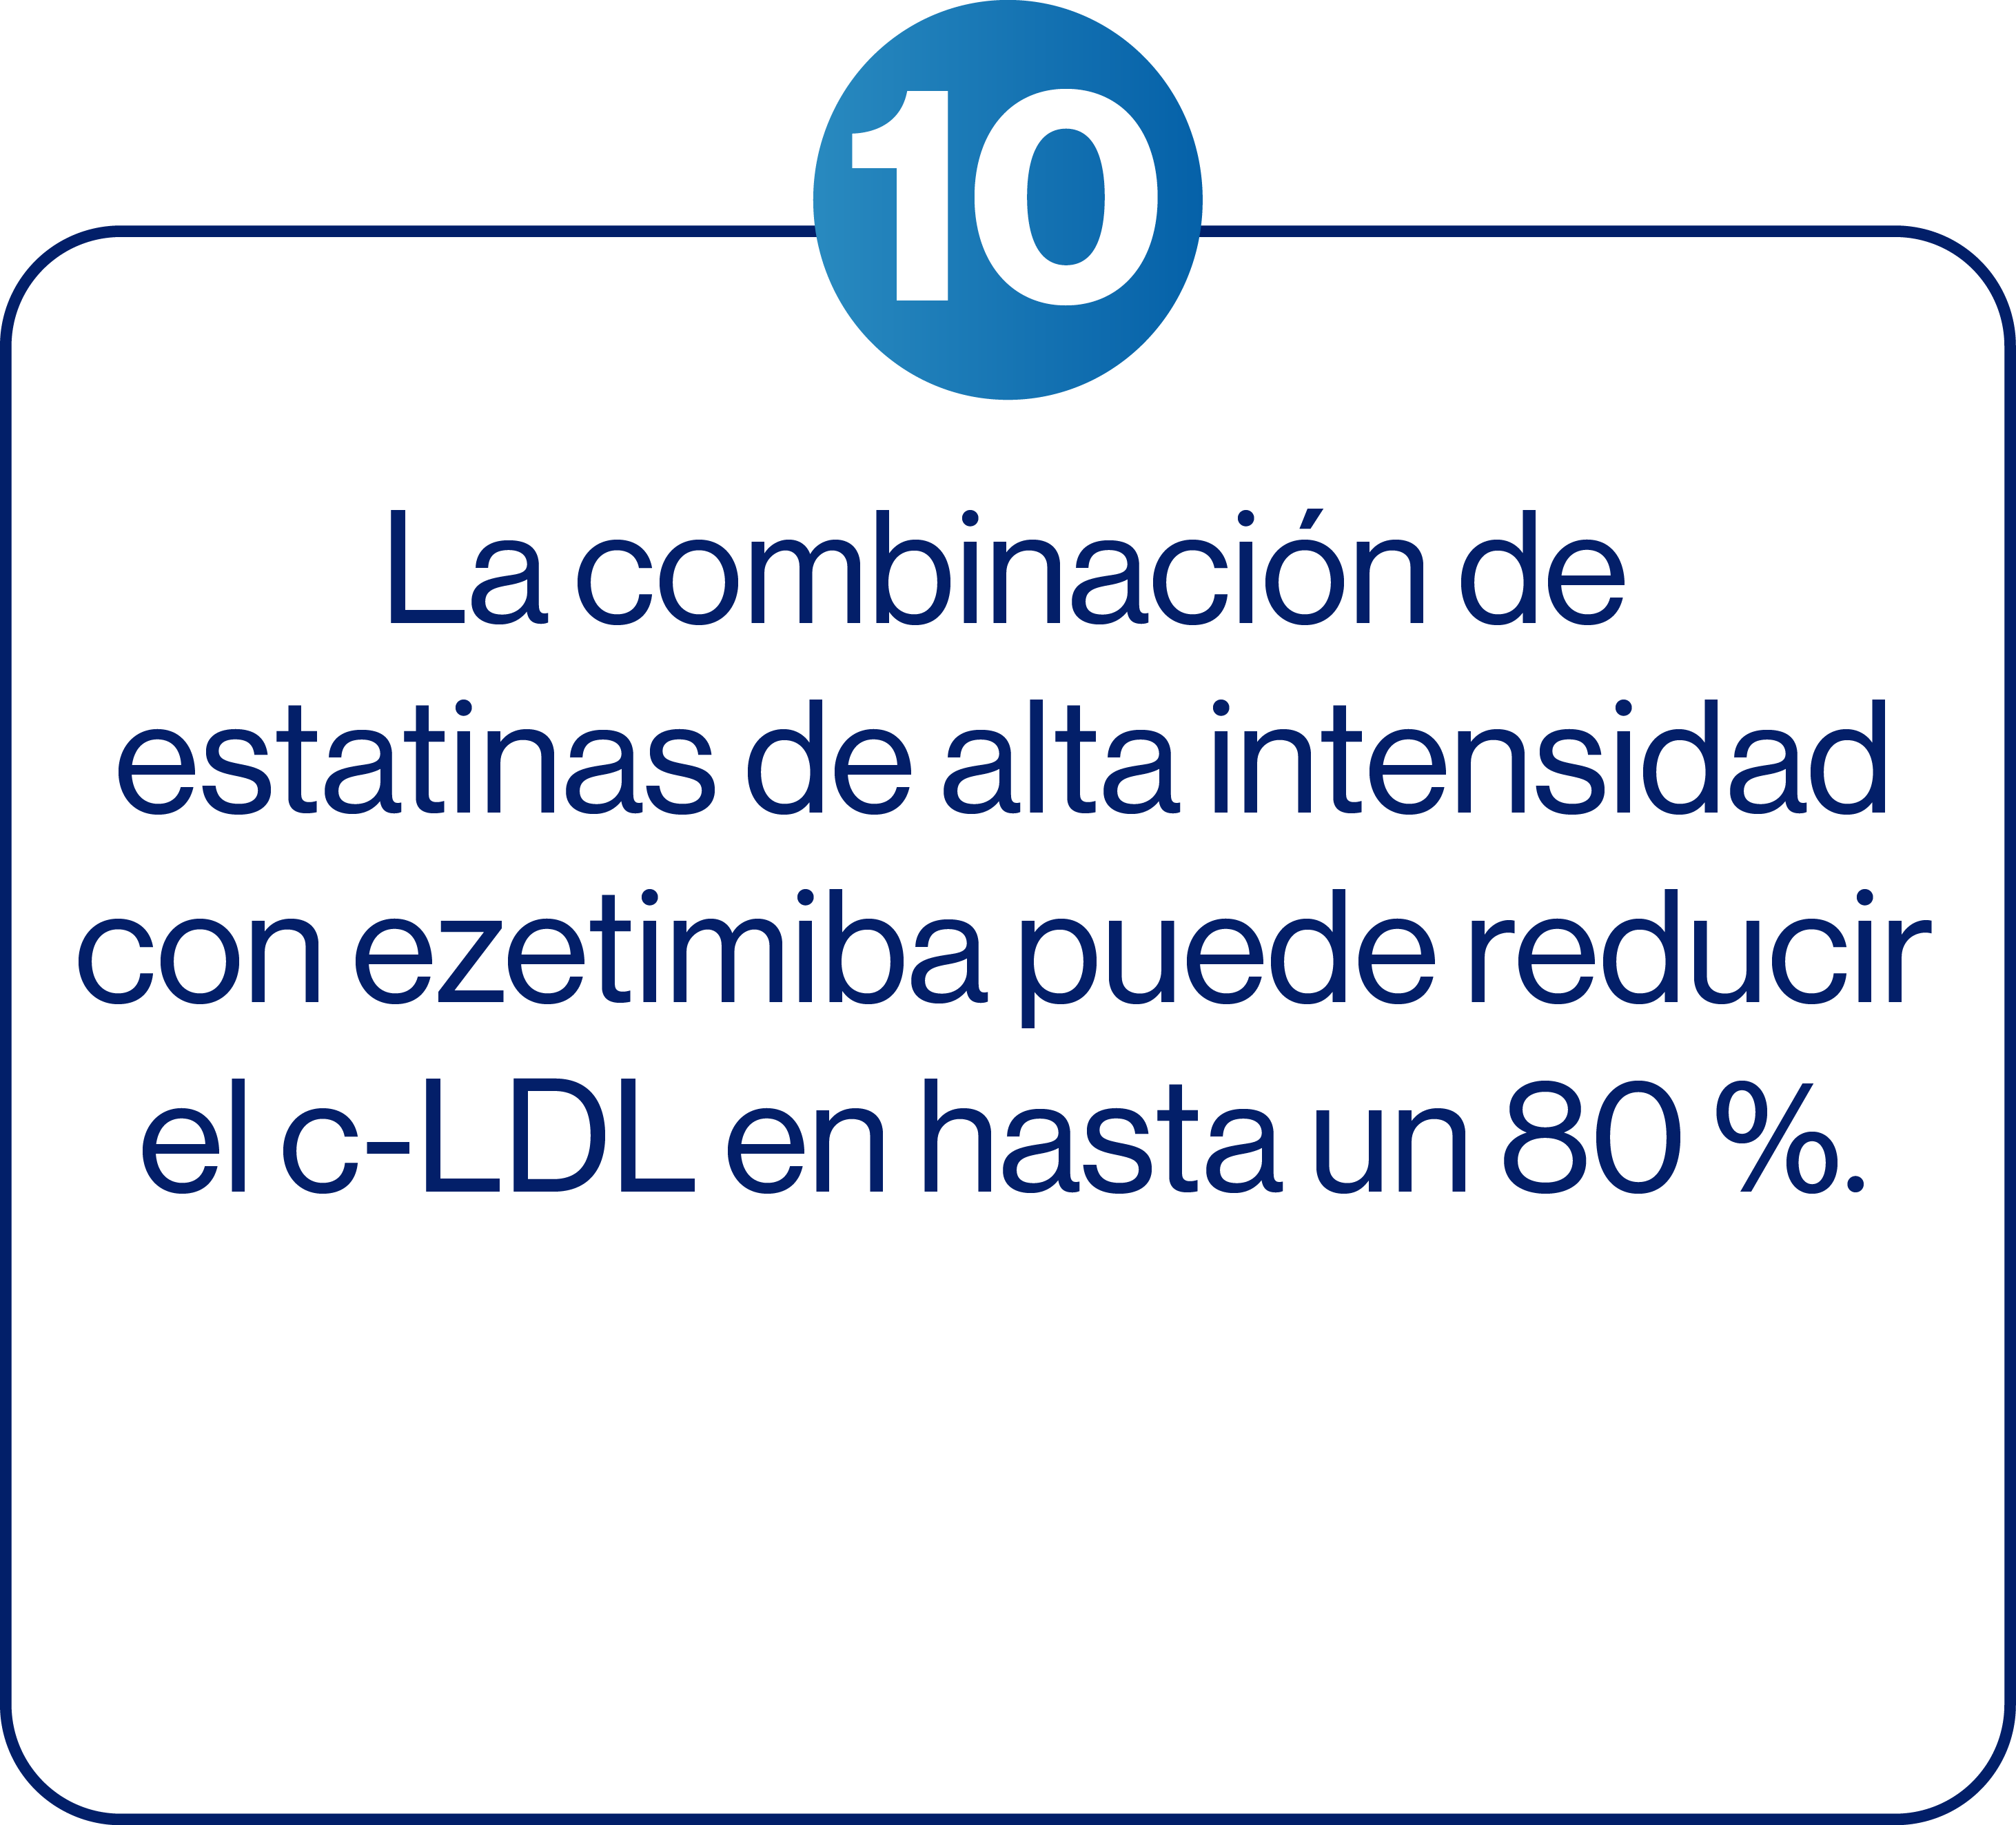 10
La combinación de
estatinas de alta intensidad
con ezetimiba puede reducir
el c-LDL en hasta un 80 %.